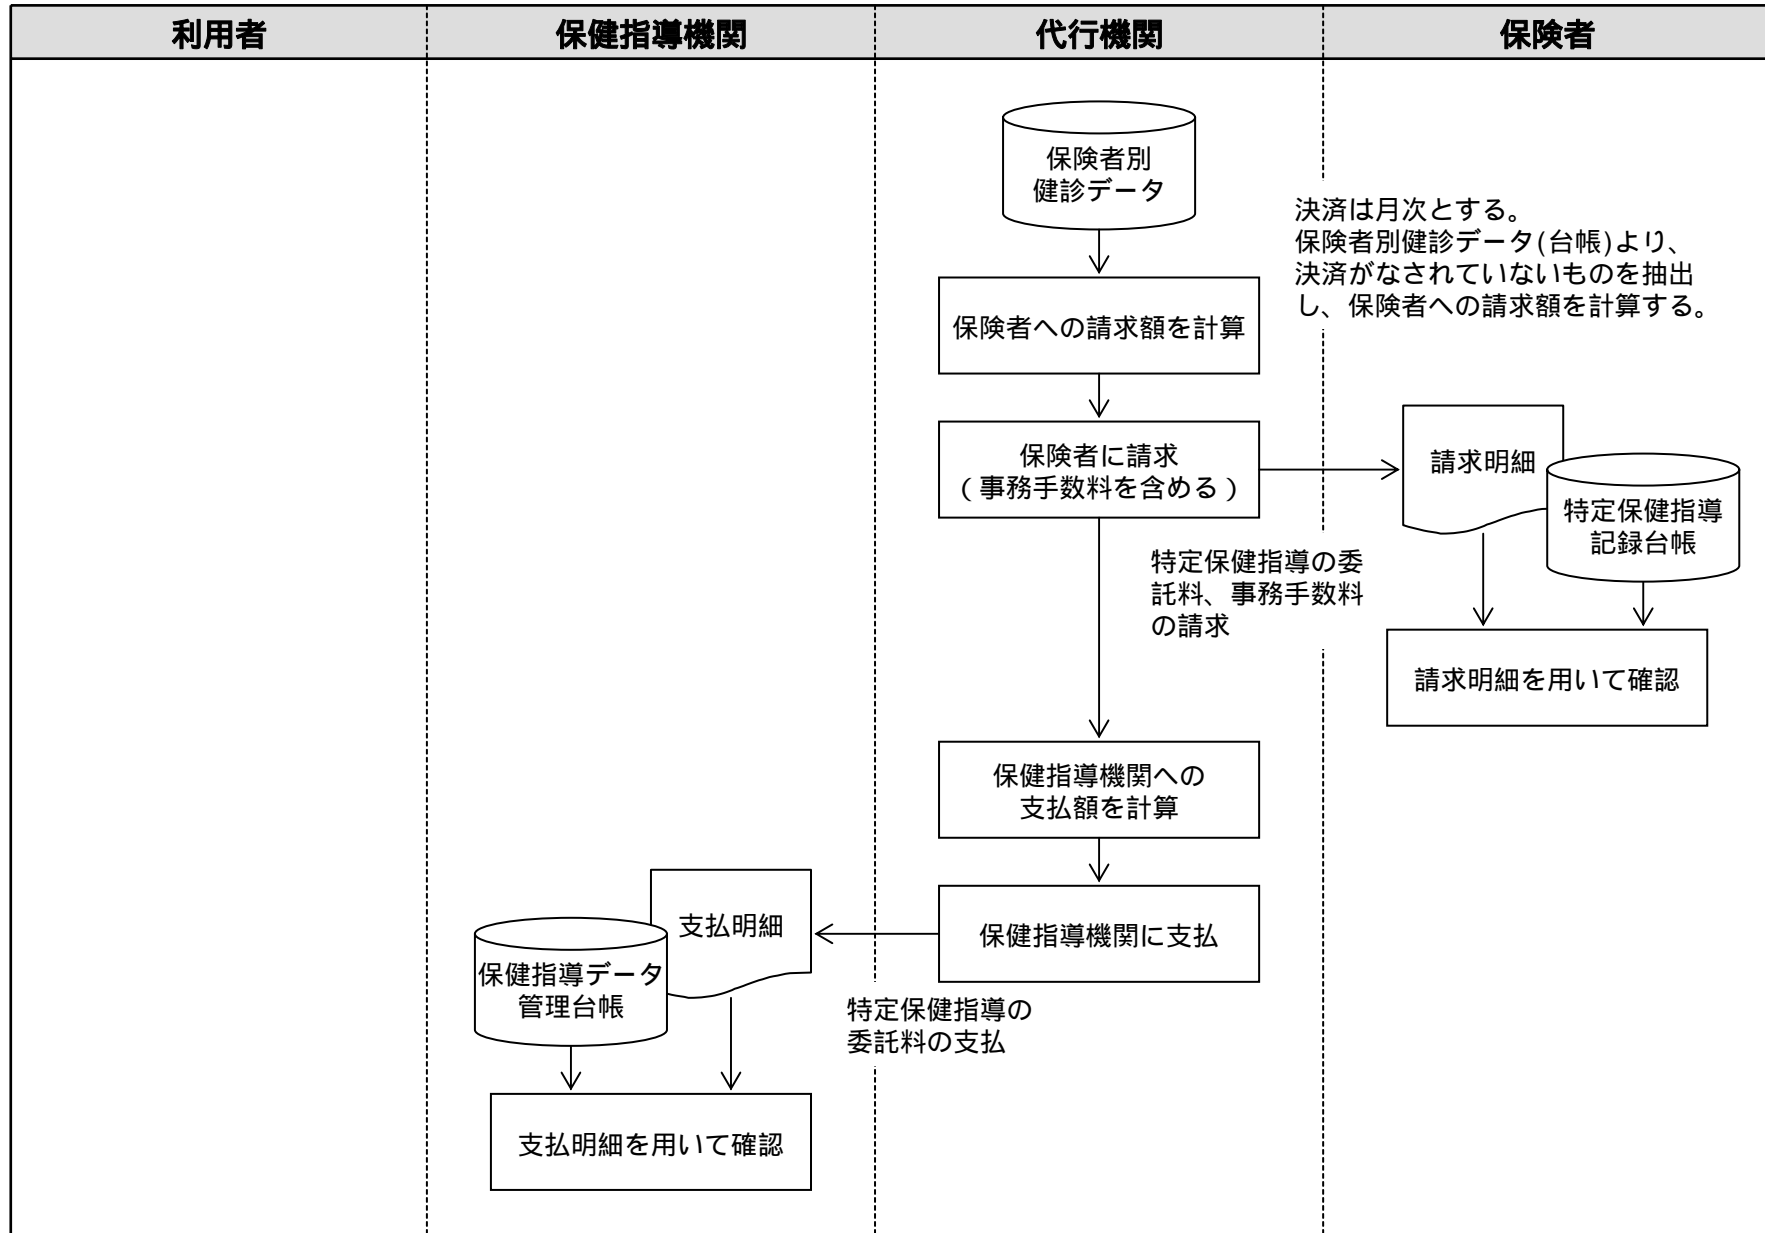 利用者
保健指導機関
代行機関
保険者
保険者別
健診データ
決済は月次とする。
保険者別健診データ(台帳)より、
決済がなされていないものを抽出
し、保険者への請求額を計算する。
保険者への請求額を計算
保険者に請求
(事務手数料を含める)
請求明細
特定保健指導
記録台帳
特定保健指導の委
託料、事務手数料
の請求
請求明細を用いて確認
保健指導機関への
支払額を計算
保健指導機関に支払
支払明細
保健指導データ
管理台帳
特定保健指導の
委託料の支払
支払明細を用いて確認